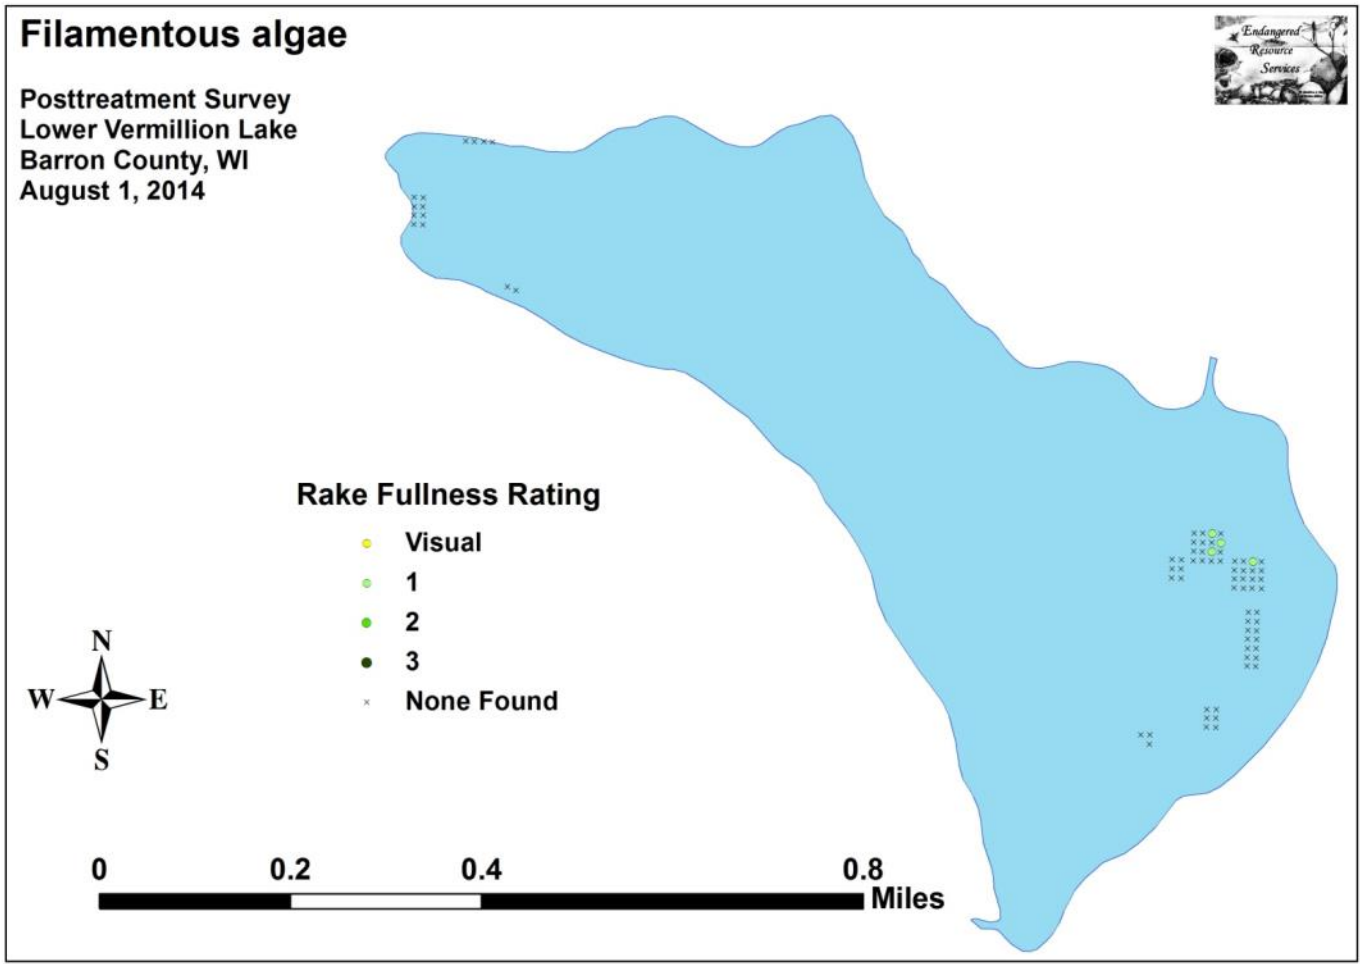 Filamentous algae
Posttreatment Survey
Lower Vermillion Lake
Barron County, WI
August 1, 2014
Endangered
Resource
Services
Rake Fullness Rating
Visual
1
2
3
None Found
N
W E
S
0 0.2 0.4 0.8
Miles